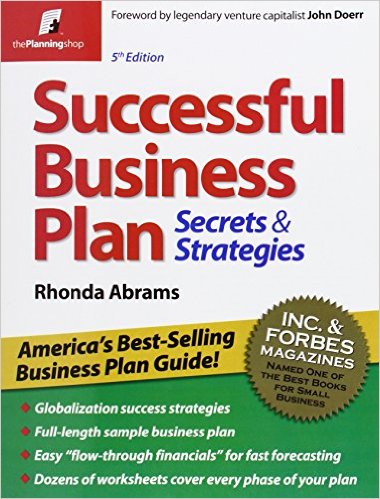 thePlanningshop
Foreword by legendary venture capitalist John Doerr
5th Edition
Successful
Business
Plan
Secrets &
Strategies
Rhonda Abrams
America's Best-Selling
Business Plan Guide!
INC. &
FORBES
MAGAZINES
NAMED ONE OF
THE BEST BOOKS
FOR SMALL
BUSINESS
Globalization success strategies
Full-length sample business plan
Easy "flow-through financials" for fast forecasting
Dozens of worksheets cover every phase of your plan